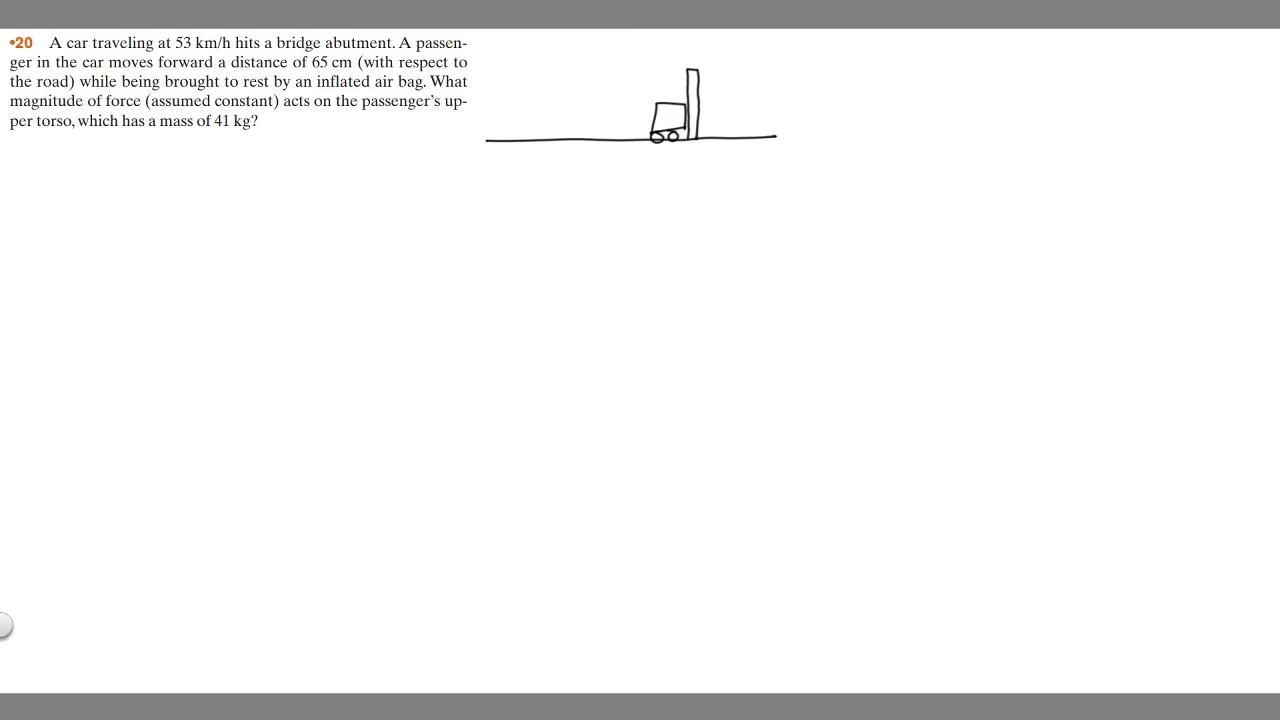 •20 A car traveling at 53 km/h hits a bridge abutment. A passen-
ger in the car moves forward a distance of 65 cm (with respect to
the road) while being brought to rest by an inflated air bag. What
magnitude of force (assumed constant) acts on the passenger's up-
per torso, which has a mass of 41 kg?